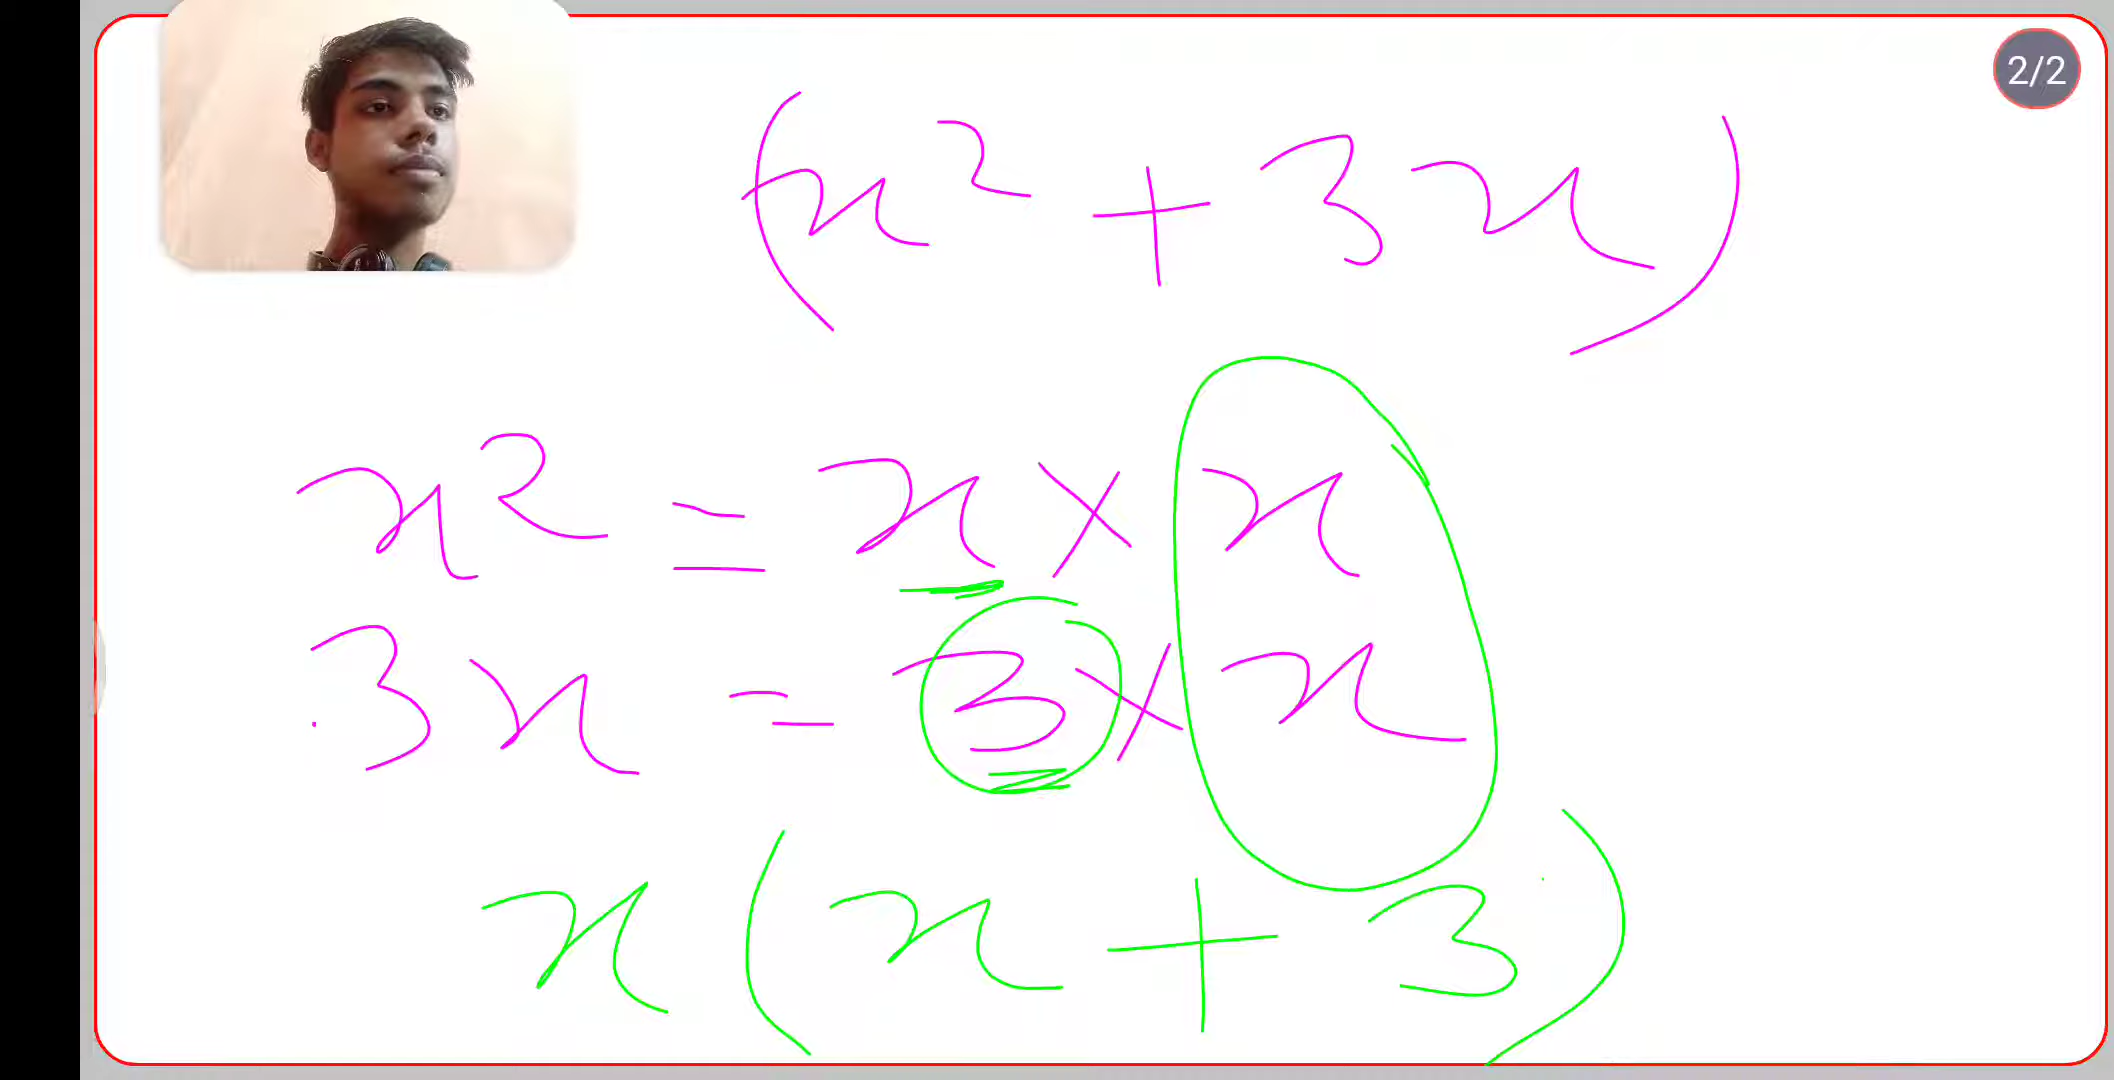 2/2
(x² + 3x)
x² = x × x
3x = 3 × x
x(x + 3)